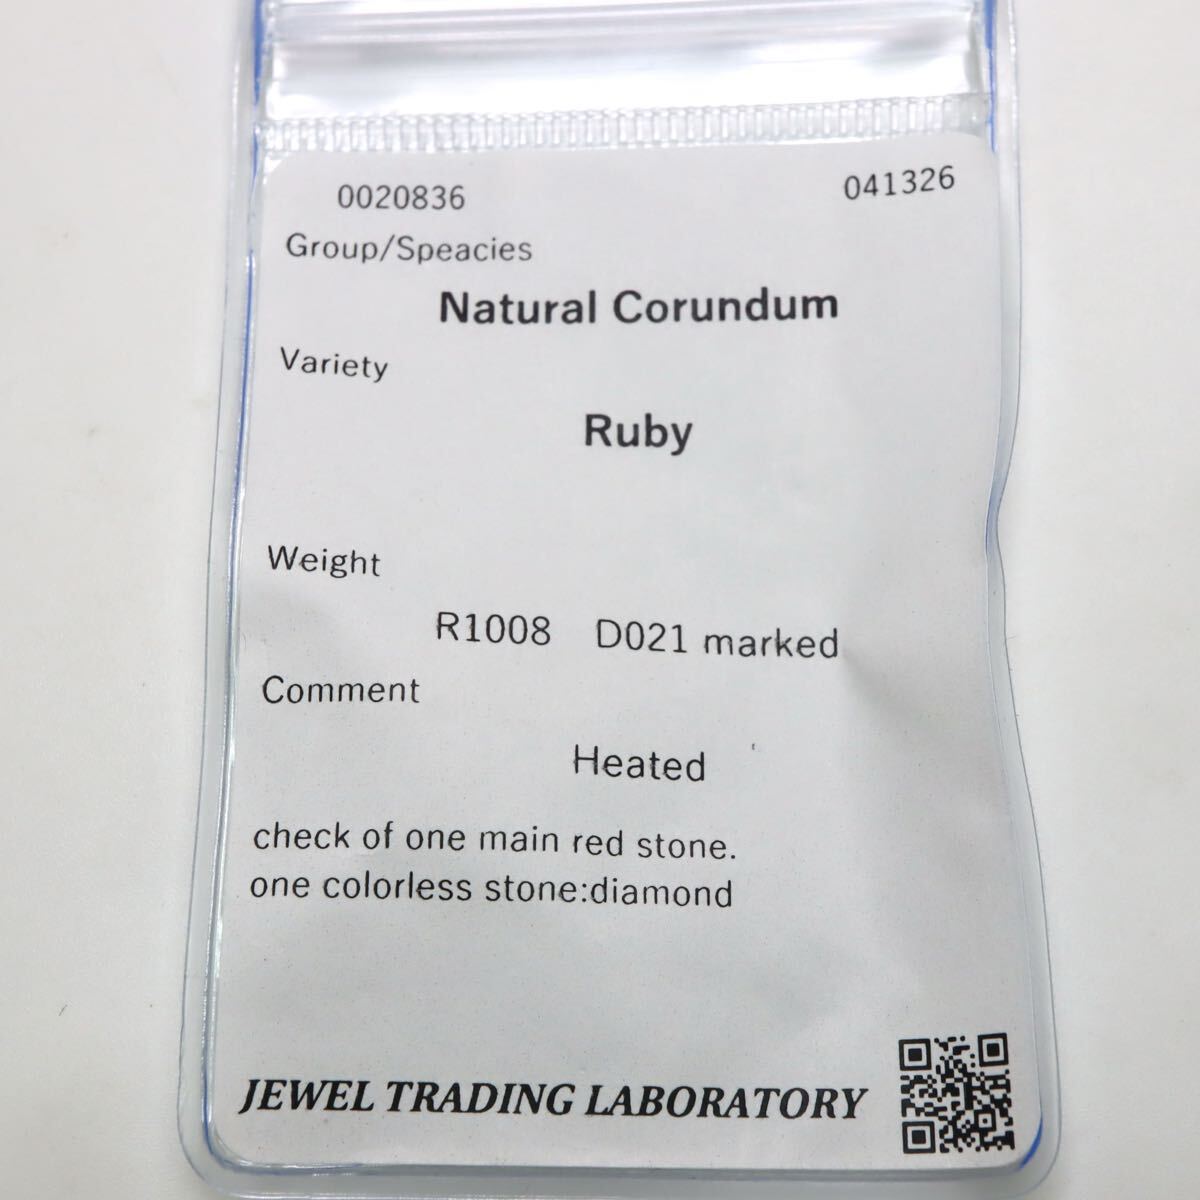 0020836 041326
Group/Speacies
Natural Corundum
Variety
Ruby
Weight
R1008 D021 marked
Comment
Heated
check of one main red stone.
one colorless stone:diamond
JEWEL TRADING LABORATORY